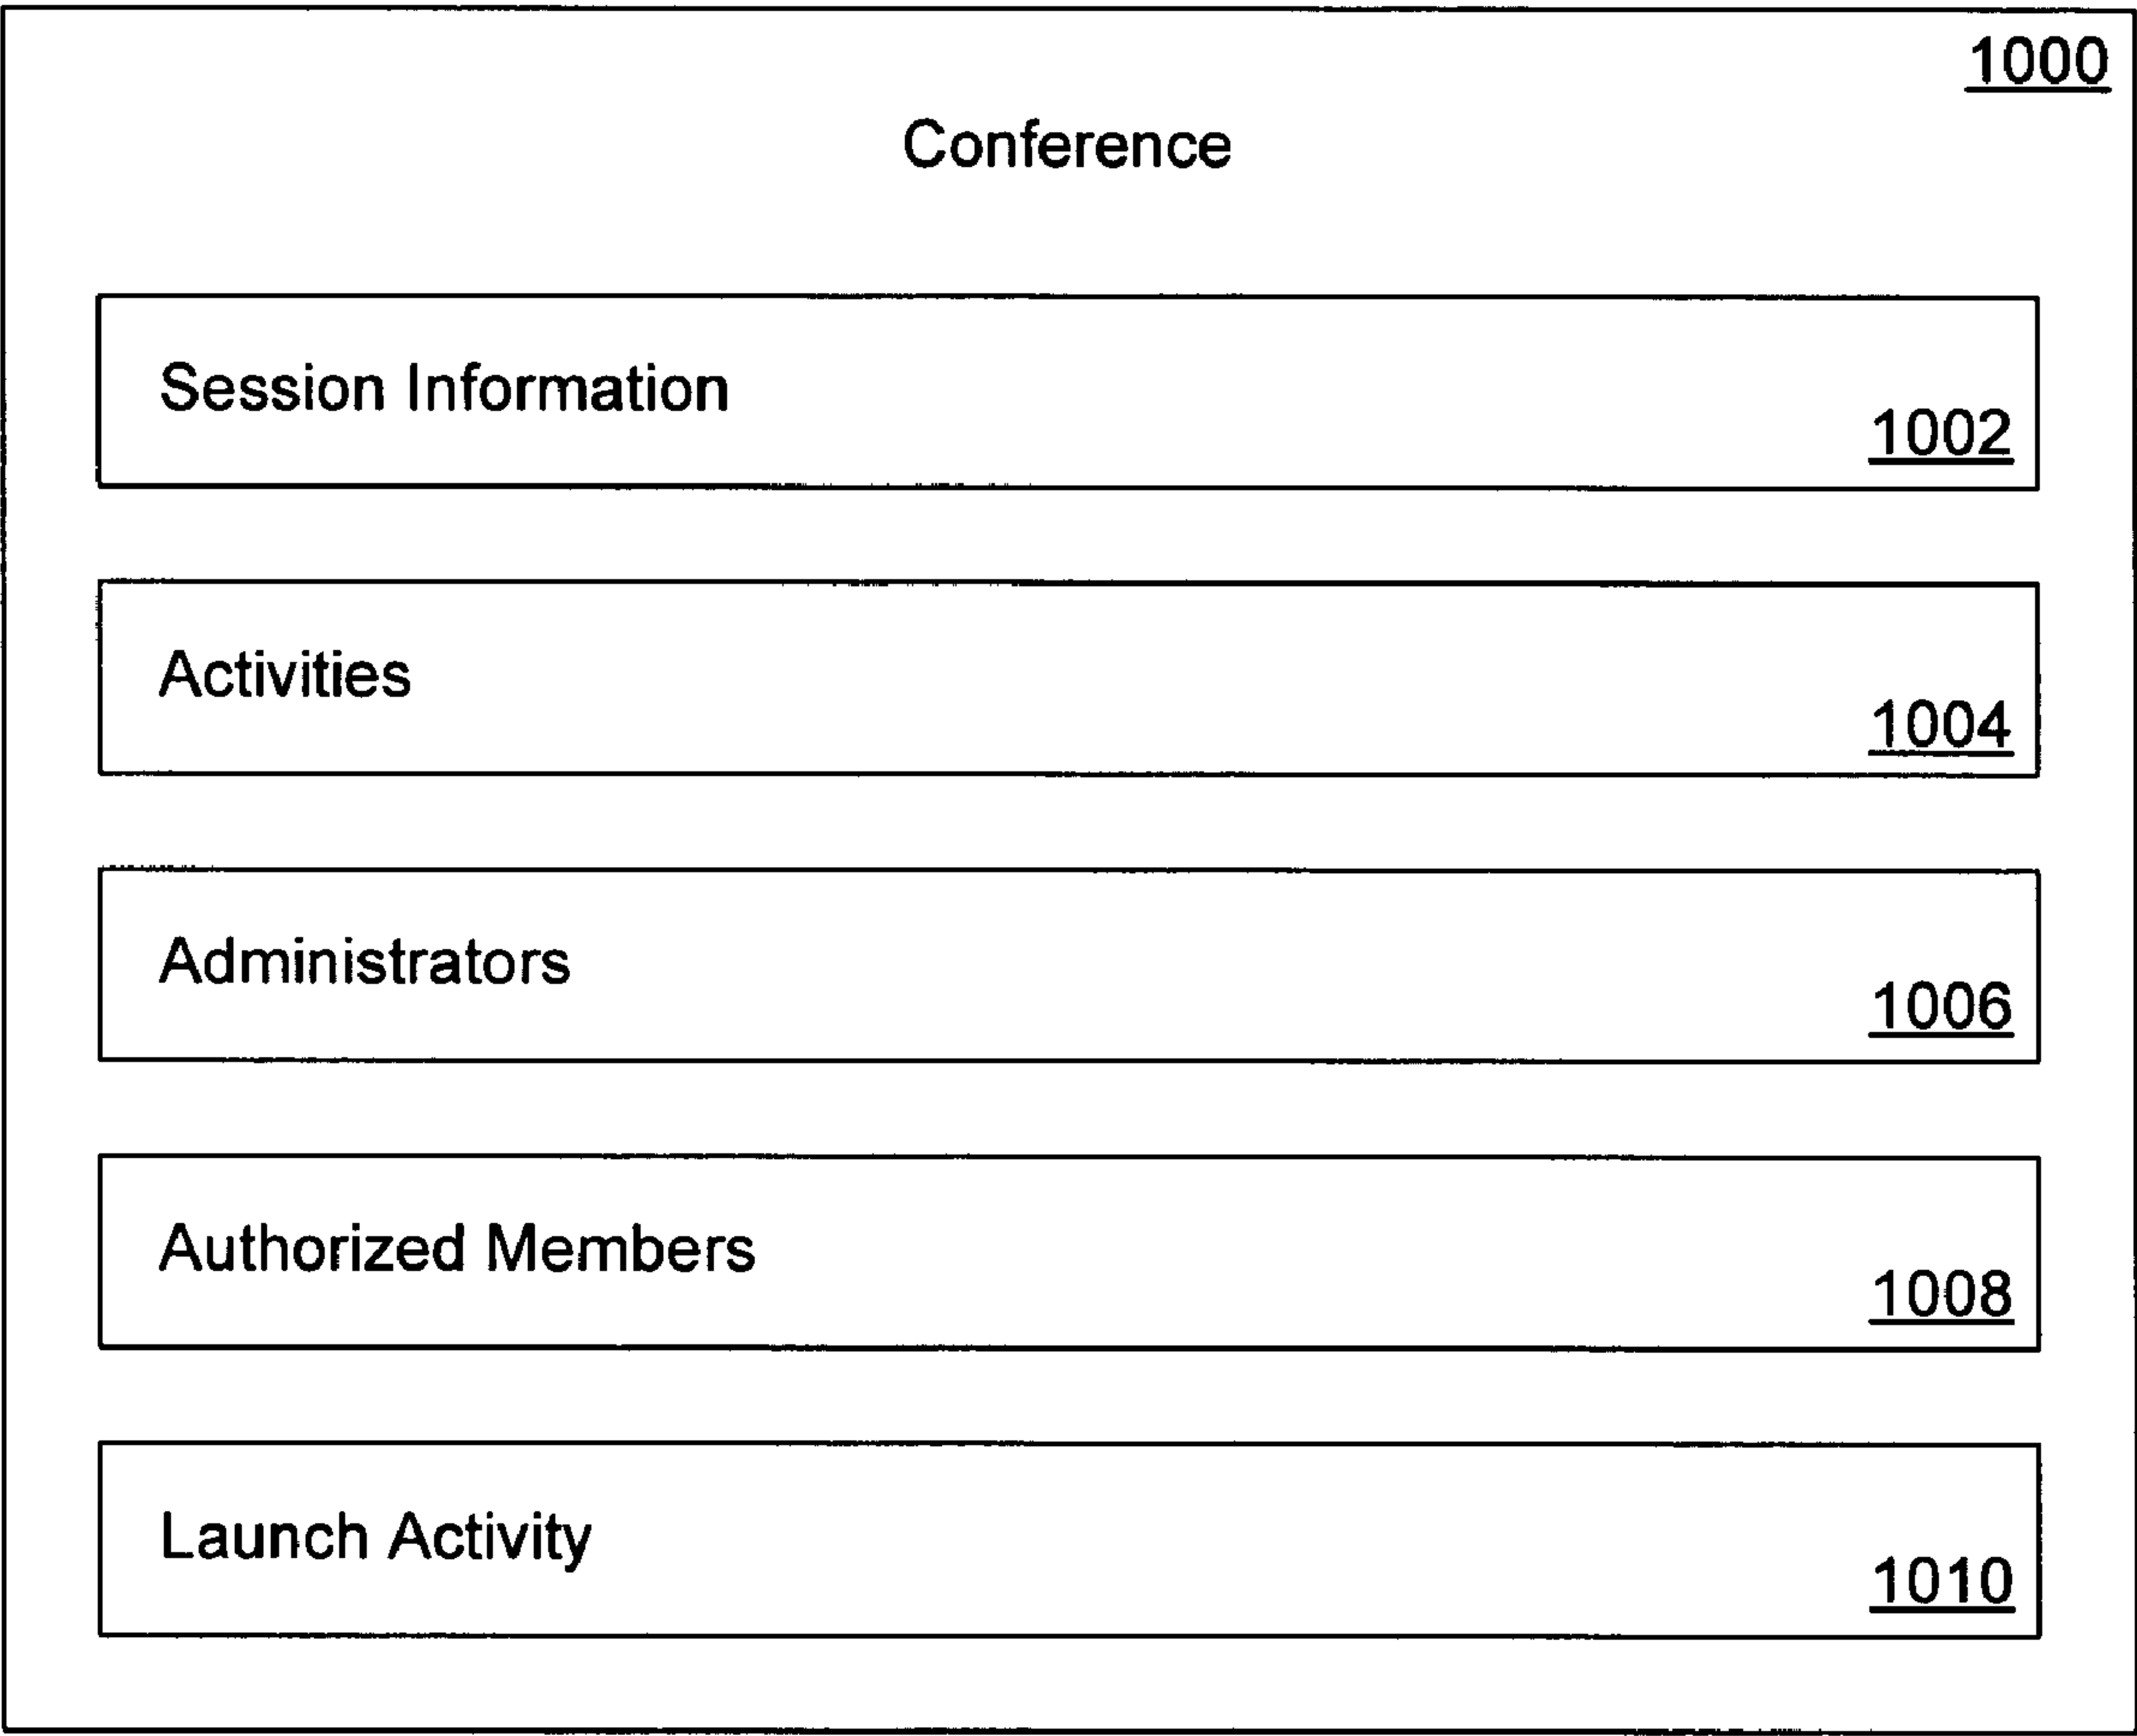 1000
Conference
Session Information
1002
Activities
1004
Administrators
1006
Authorized Members
1008
Launch Activity
1010